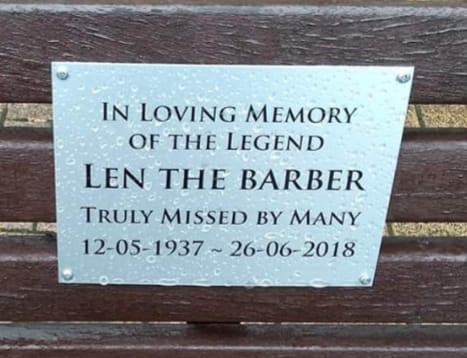 In Loving Memory
of the Legend
Len the Barber
Truly Missed by Many
12-05-1937 ~ 26-06-2018